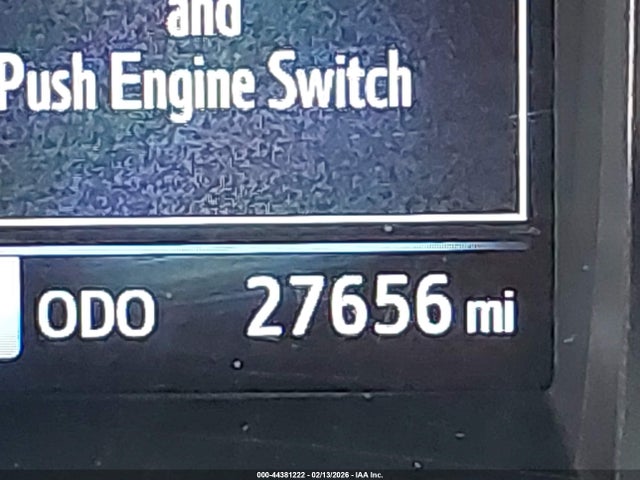 and
Push Engine Switch
ODO 27656 mi
000-44381222 - 02/13/2026 - IAA Inc.